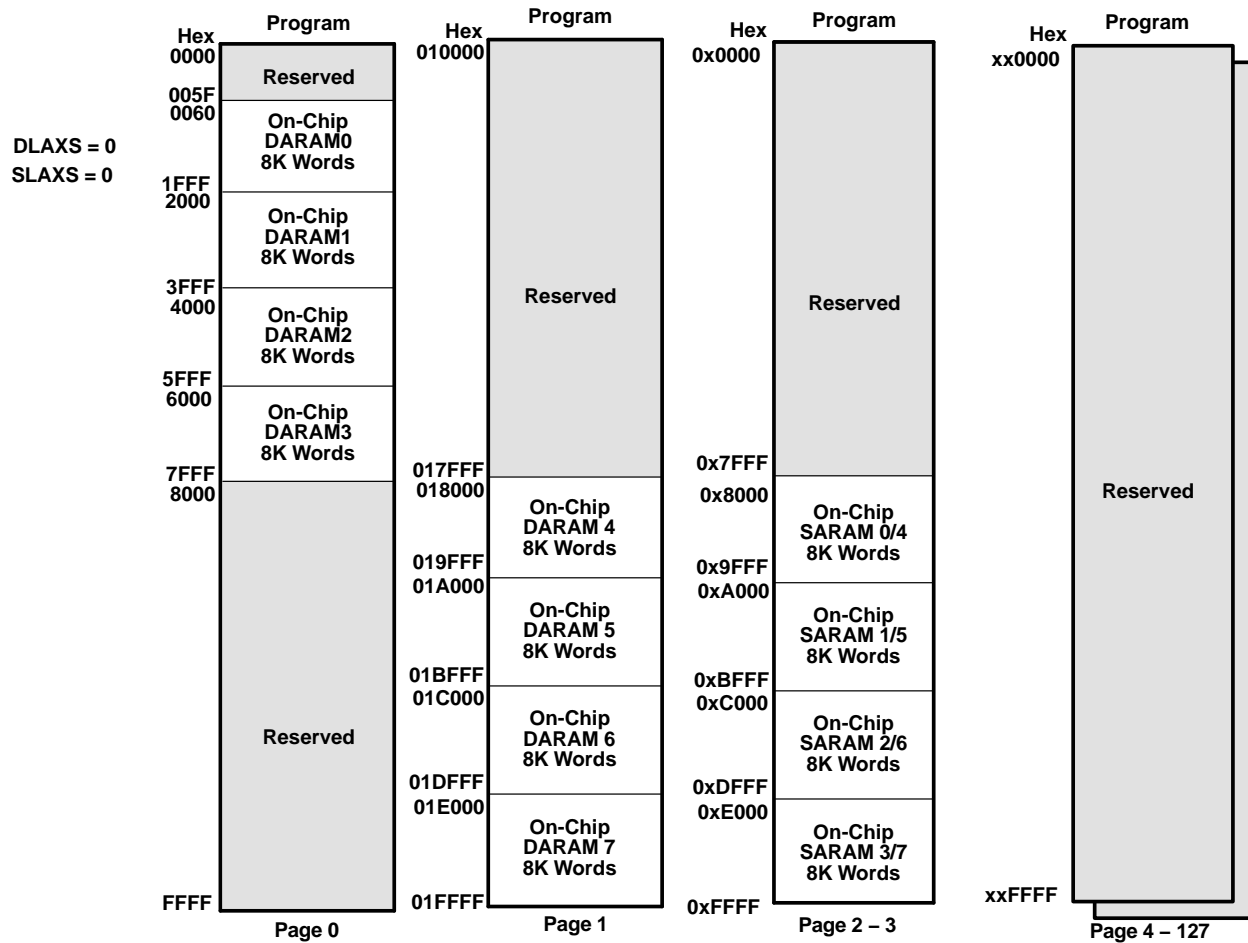 DLAXS = 0
SLAXS = 0
Program
Hex
0000
Reserved
005F
0060
On-Chip
DARAM0
8K Words
1FFF
2000
On-Chip
DARAM1
8K Words
3FFF
4000
On-Chip
DARAM2
8K Words
5FFF
6000
On-Chip
DARAM3
8K Words
7FFF
8000
Reserved
FFFF
Page 0
Program
Hex
010000
Reserved
017FFF
018000
On-Chip
DARAM 4
8K Words
019FFF
01A000
On-Chip
DARAM 5
8K Words
01BFFF
01C000
On-Chip
DARAM 6
8K Words
01DFFF
01E000
On-Chip
DARAM 7
8K Words
01FFFF
Page 1
Program
Hex
0x0000
Reserved
0x7FFF
0x8000
On-Chip
SARAM 0/4
8K Words
0x9FFF
0xA000
On-Chip
SARAM 1/5
8K Words
0xBFFF
0xC000
On-Chip
SARAM 2/6
8K Words
0xDFFF
0xE000
On-Chip
SARAM 3/7
8K Words
0xFFFF
Page 2 – 3
Program
Hex
xx0000
Reserved
xxFFFF
Page 4 – 127